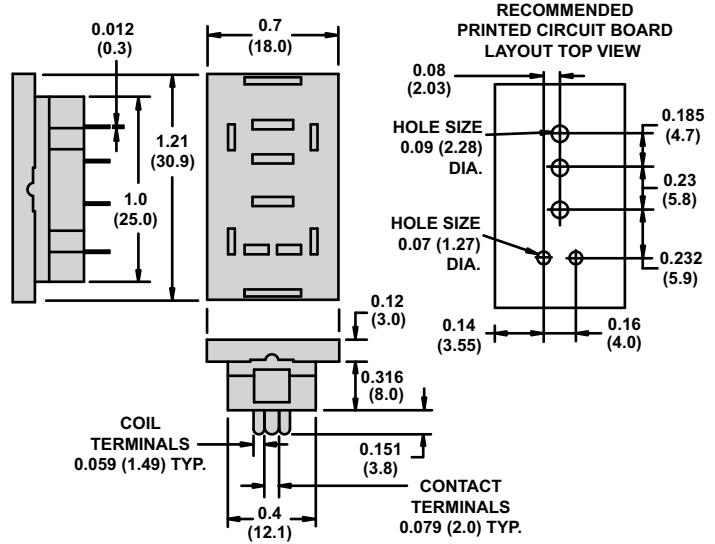 0.012
(0.3)
0.7
(18.0)
1.21
(30.9)
1.0
(25.0)
RECOMMENDED
PRINTED CIRCUIT BOARD
LAYOUT TOP VIEW
0.08
(2.03)
HOLE SIZE
0.09 (2.28)
DIA.
0.185
(4.7)
0.23
(5.8)
HOLE SIZE
0.07 (1.27)
DIA.
0.232
(5.9)
0.14
(3.55)
0.16
(4.0)
0.12
(3.0)
0.316
(8.0)
0.151
(3.8)
COIL
TERMINALS
0.059 (1.49) TYP.
CONTACT
TERMINALS
0.079 (2.0) TYP.
0.4
(12.1)